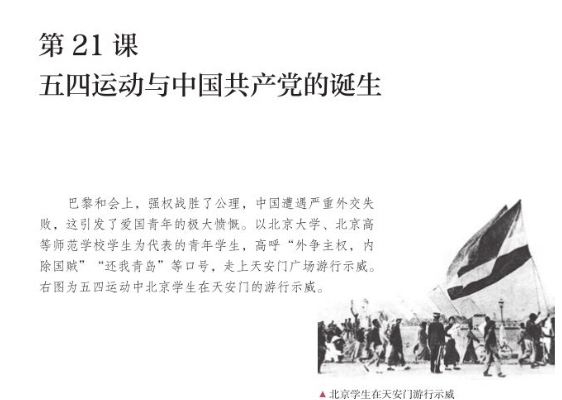 第 21 课
五四运动与中国共产党的诞生
巴黎和会上，强权战胜了公理，中国遭遇严重外交失
败，这引发了爱国青年的极大愤慨。以北京大学、北京高
等师范学校学生为代表的青年学生，高呼“外争主权，内
除国贼”“还我青岛”等口号，走上天安门广场游行示威。
右图为五四运动中北京学生在天安门的游行示威。
▲ 北京学生在天安门游行示威